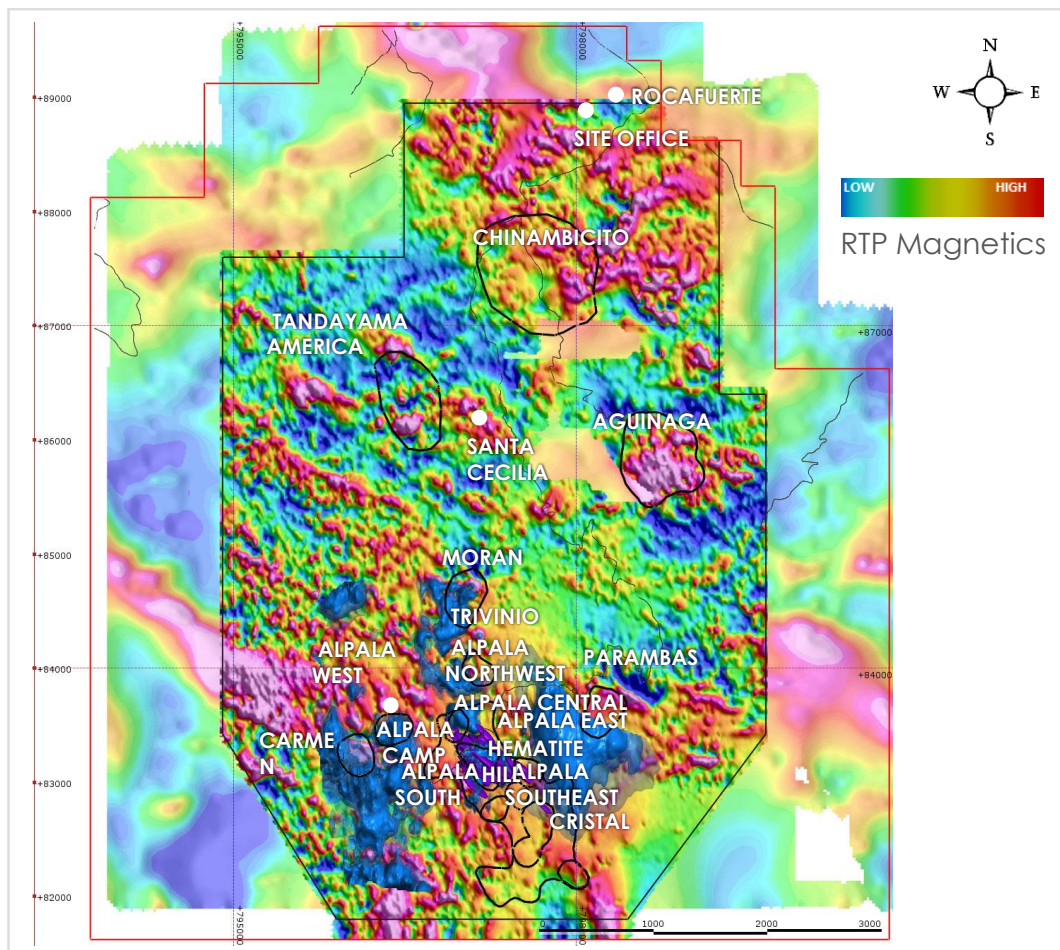 +795000
+798000
N
W E
S
+89000
ROCAFUERTE
SITE OFFICE
LOW HIGH
RTP Magnetics
+88000
CHINAMBICITO
+87000
+87000
TANDAYAMA
AMERICA
+86000
AGUINAGA
SANTA
CECILIA
+85000
MORAN
TRIVINIO
ALPALA
WEST
ALPALA
NORTHWEST
PARAMBAS
+84000
+84000
ALPALA CENTRAL
ALPALA EAST
CARME
N
ALPALA
CAMP
HEMATITE
HILL
+83000
ALPALA
SOUTH
ALPALA
SOUTHEAST
CRISTAL
+82000
+795000
0 1000 2000 3000